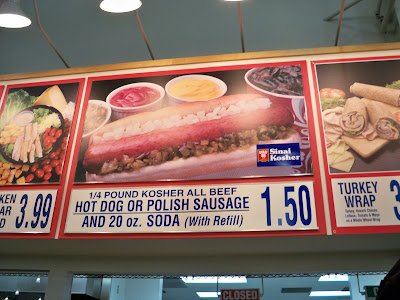 KEN
AR
D 3.99
Sinai
Kosher
1/4 POUND KOSHER ALL BEEF
HOT DOG OR POLISH SAUSAGE
AND 20 oz. SODA (With Refill)
1.50
TURKEY
WRAP
3
CLOSED